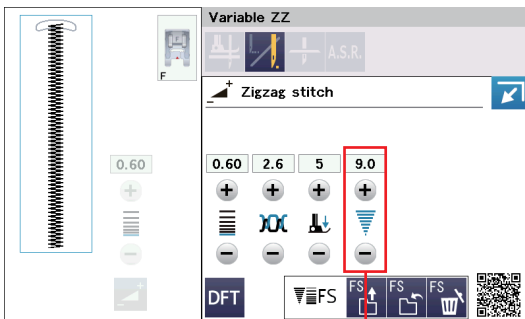 Variable ZZ
A.S.R.
F
Zigzag stitch
0.60
0.60 2.6 5 9.0
DFT
FS
FS FS FS